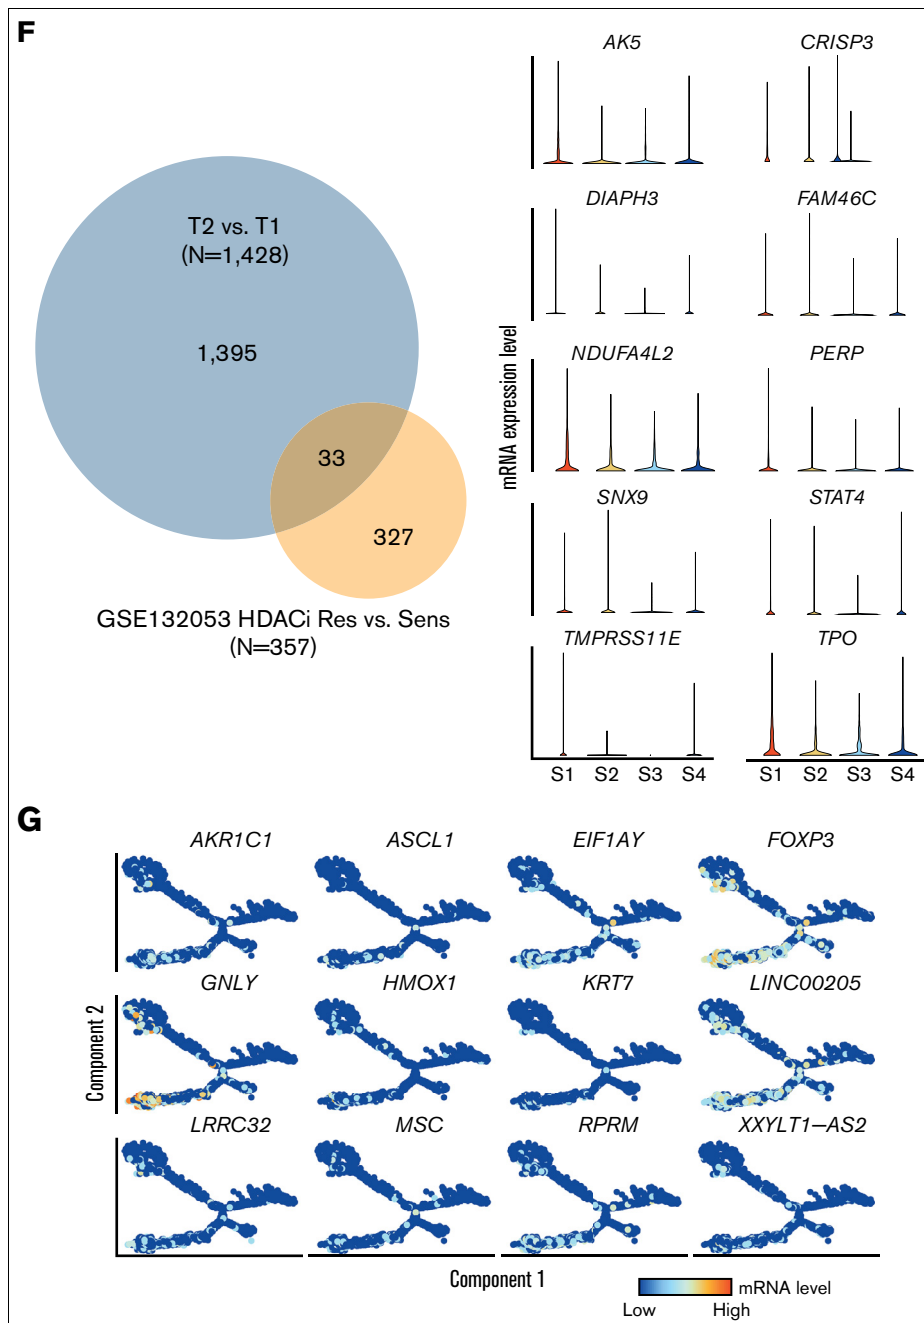 F
T2 vs. T1
(N=1,428)
1,395
33
327
GSE132053 HDACi Res vs. Sens
(N=357)
mRNA expression level
AK5
CRISP3
DIAPH3
FAM46C
NDUFA4L2
PERP
SNX9
STAT4
TMPRSS11E
TPO
S1 S2 S3 S4
S1 S2 S3 S4
G
Component 2
AKR1C1
ASCL1
EIF1AY
FOXP3
GNLY
HMOX1
KRT7
LINC00205
LRRC32
MSC
RPRM
XXYLT1–AS2
Component 1
mRNA level
Low
High